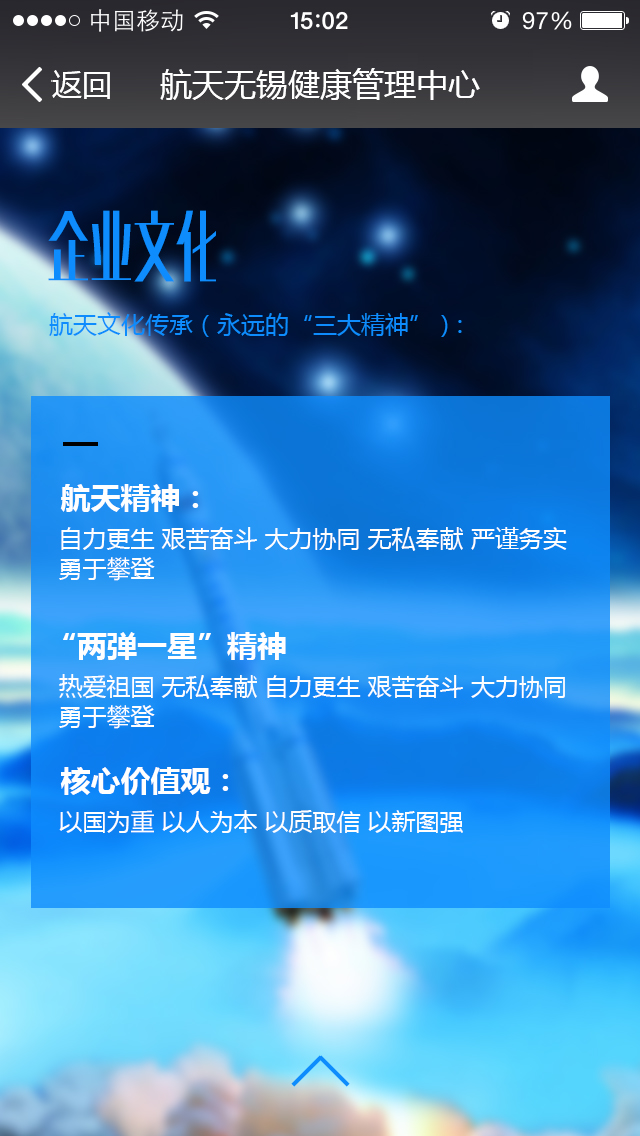 中国移动 15:02 97%
返回 航天无锡健康管理中心
企业文化
航天文化传承（永远的“三大精神”）：
航天精神：
自力更生 艰苦奋斗 大力协同 无私奉献 严谨务实
勇于攀登
“两弹一星”精神
热爱祖国 无私奉献 自力更生 艰苦奋斗 大力协同
勇于攀登
核心价值观：
以国为重 以人为本 以质取信 以新图强